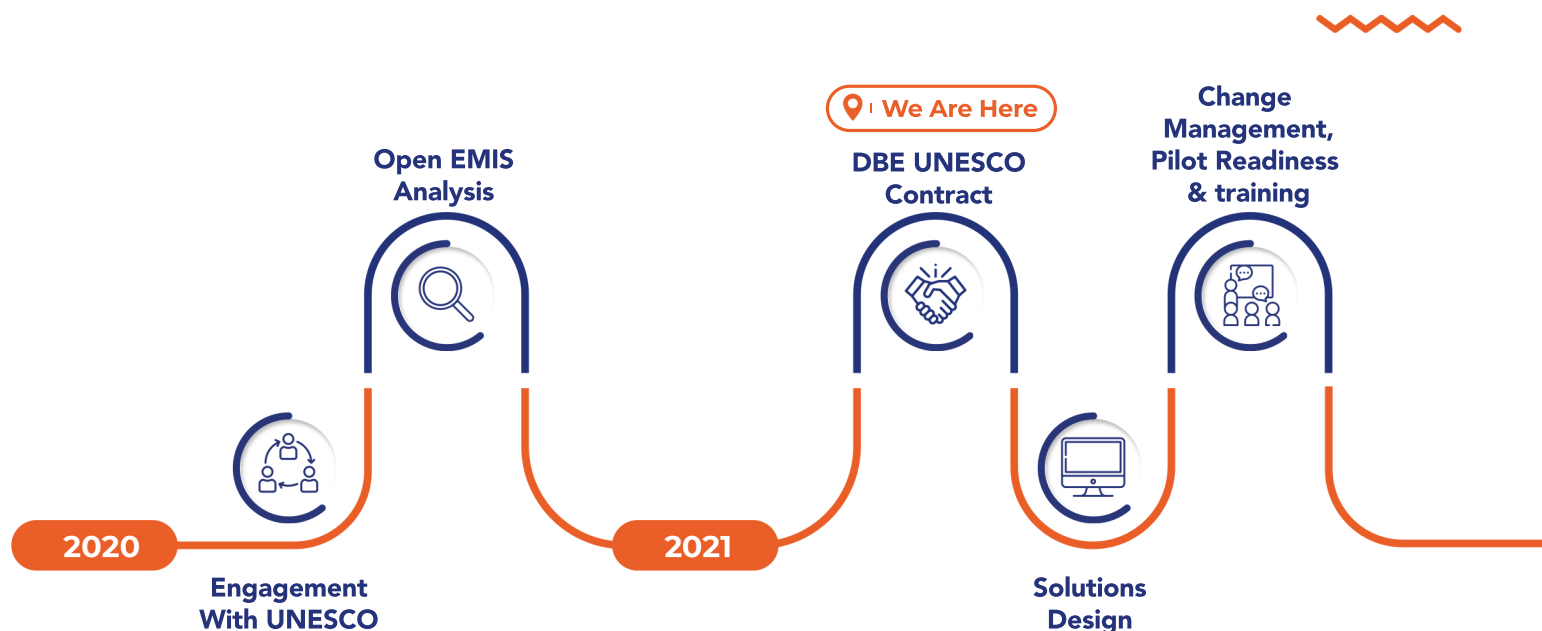 We Are Here
Change
Management,
Pilot Readiness
& training
Open EMIS
Analysis
DBE UNESCO
Contract
2020
2021
Engagement
With UNESCO
Solutions
Design